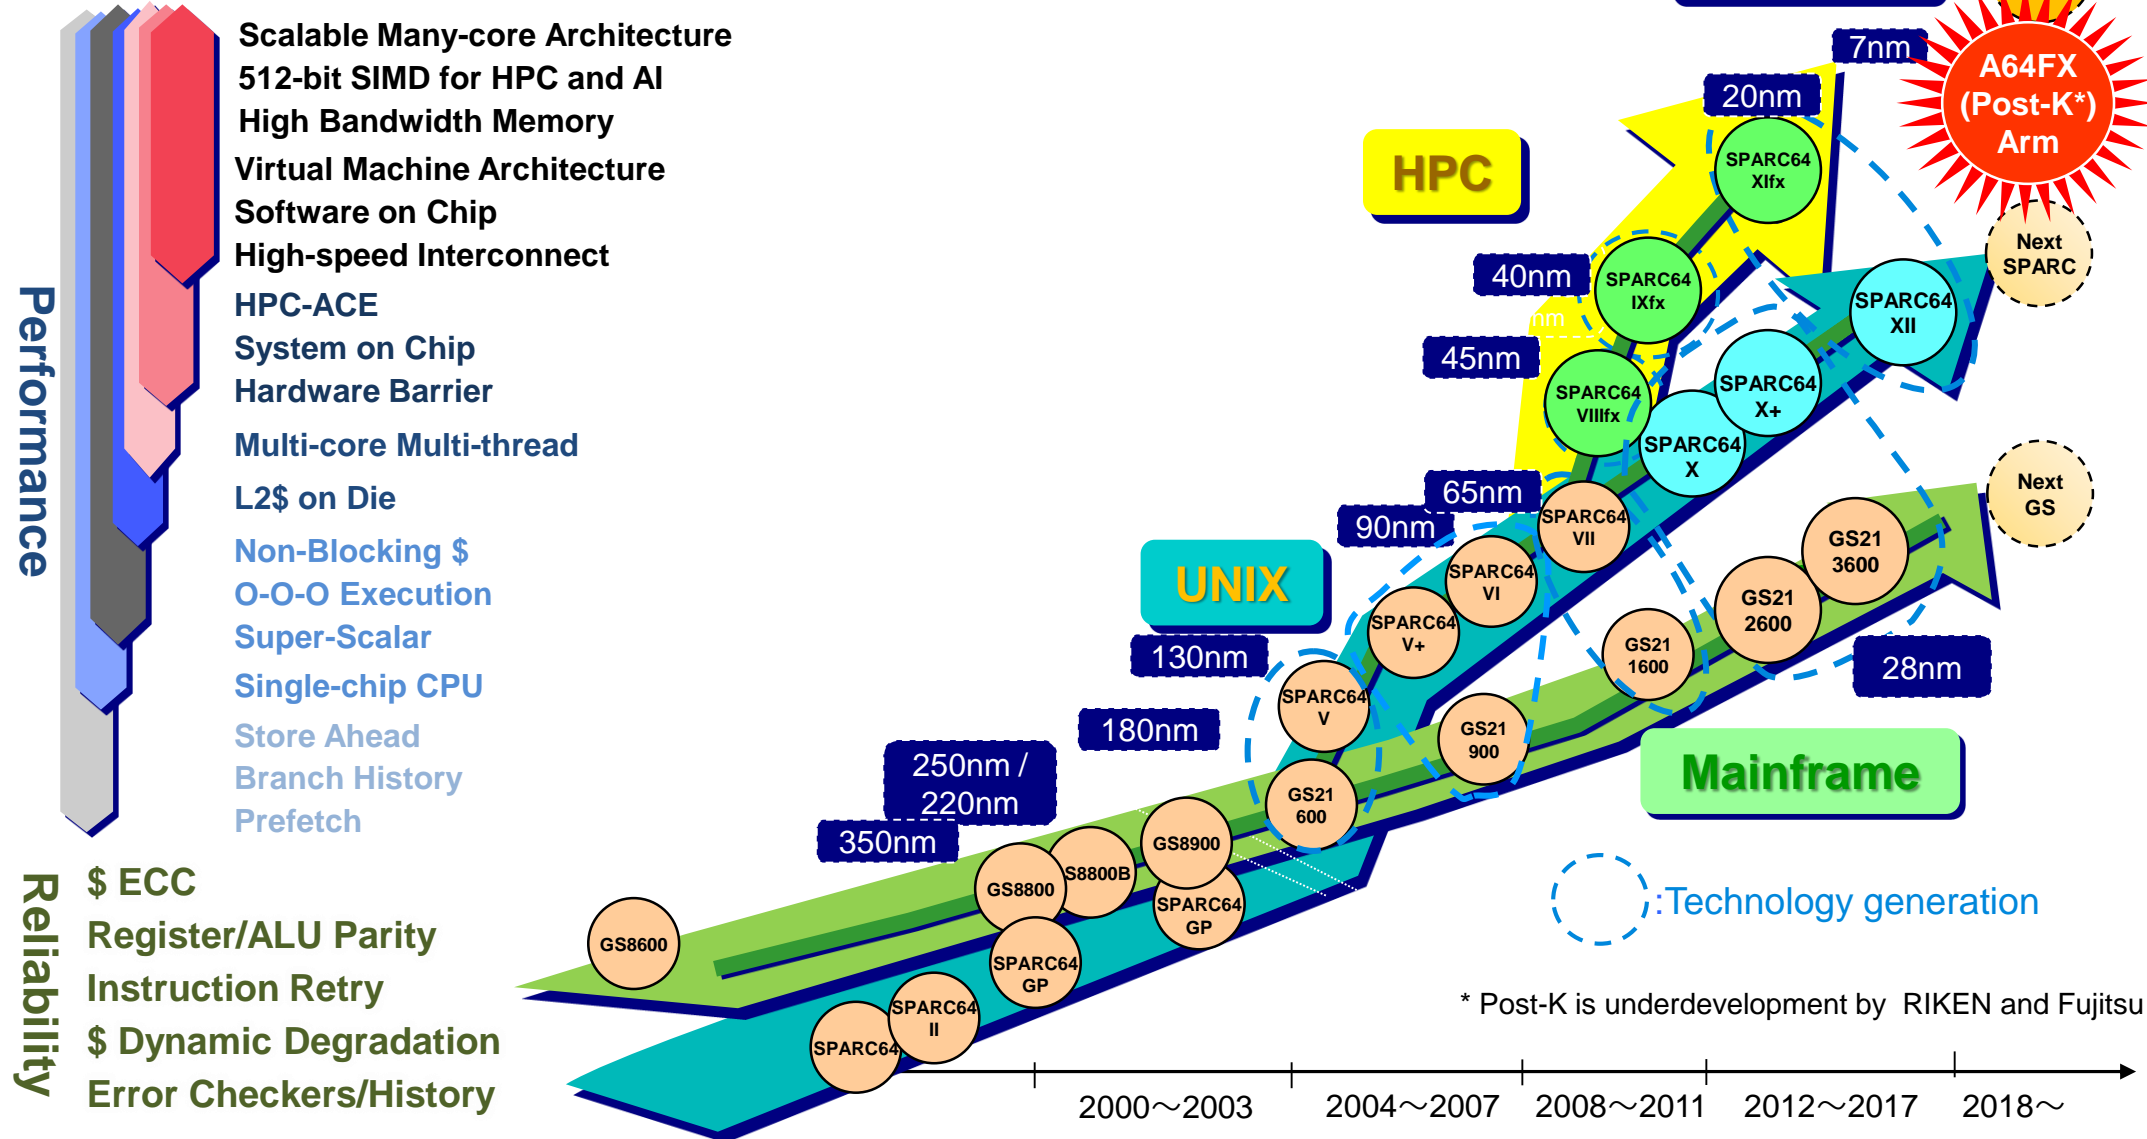 Performance
Scalable Many-core Architecture
512-bit SIMD for HPC and AI
High Bandwidth Memory
Virtual Machine Architecture
Software on Chip
High-speed Interconnect
HPC-ACE
System on Chip
Hardware Barrier
Multi-core Multi-thread
L2$ on Die
Non-Blocking $
O-O-O Execution
Super-Scalar
Single-chip CPU
Store Ahead
Branch History
Prefetch
Reliability
$ ECC
Register/ALU Parity
Instruction Retry
$ Dynamic Degradation
Error Checkers/History
HPC
UNIX
Mainframe
7nm
20nm
40nm
nm
45nm
65nm
90nm
130nm
180nm
250nm /
220nm
350nm
28nm
A64FX
(Post-K*)
Arm
SPARC64
XIfx
SPARC64
IXfx
SPARC64
VIIIfx
Next
SPARC
SPARC64
XII
SPARC64
X+
SPARC64
X
SPARC64
VII
SPARC64
VI
SPARC64
V+
SPARC64
V
Next
GS
GS21
3600
GS21
2600
GS21
1600
GS21
900
GS21
600
GS8900
S8800B
GS8800
GS8600
SPARC64
GP
SPARC64
GP
SPARC64
II
SPARC64
:Technology generation
* Post-K is underdevelopment by RIKEN and Fujitsu
2000～2003
2004～2007
2008～2011
2012～2017
2018～